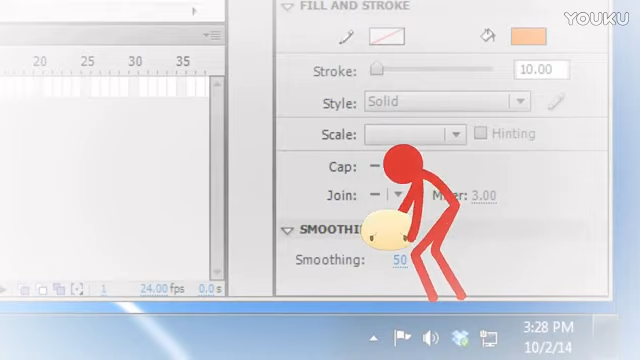 YOUKU
FILL AND STROKE
20 25 30 35
Stroke: 10.00
Style: Solid
Scale: Hinting
Cap:
Join: 3.00
Smoothing: 50
1 24.00 fps 0.0 s
3:28 PM
10/2/14